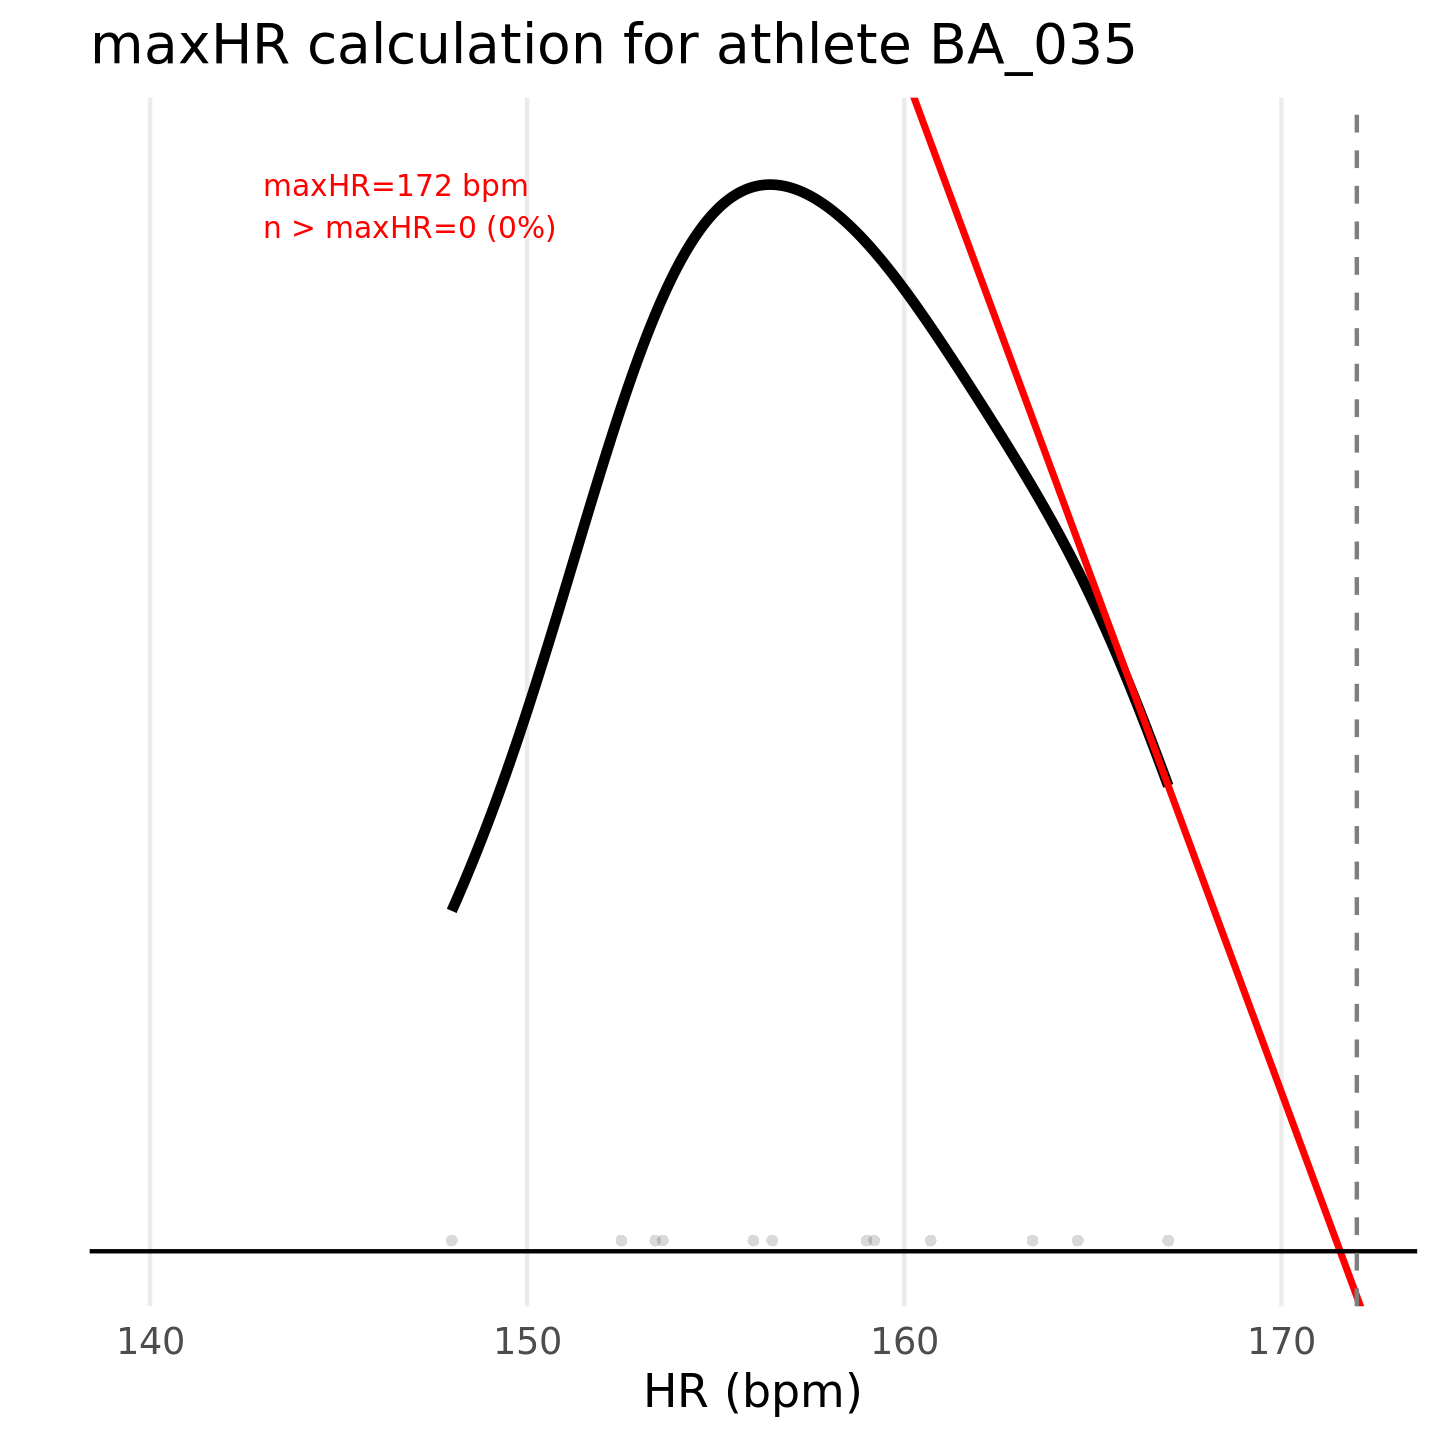 maxHR calculation for athlete BA_035
maxHR=172 bpm
n > maxHR=0 (0%)
140 150 160 170
HR (bpm)